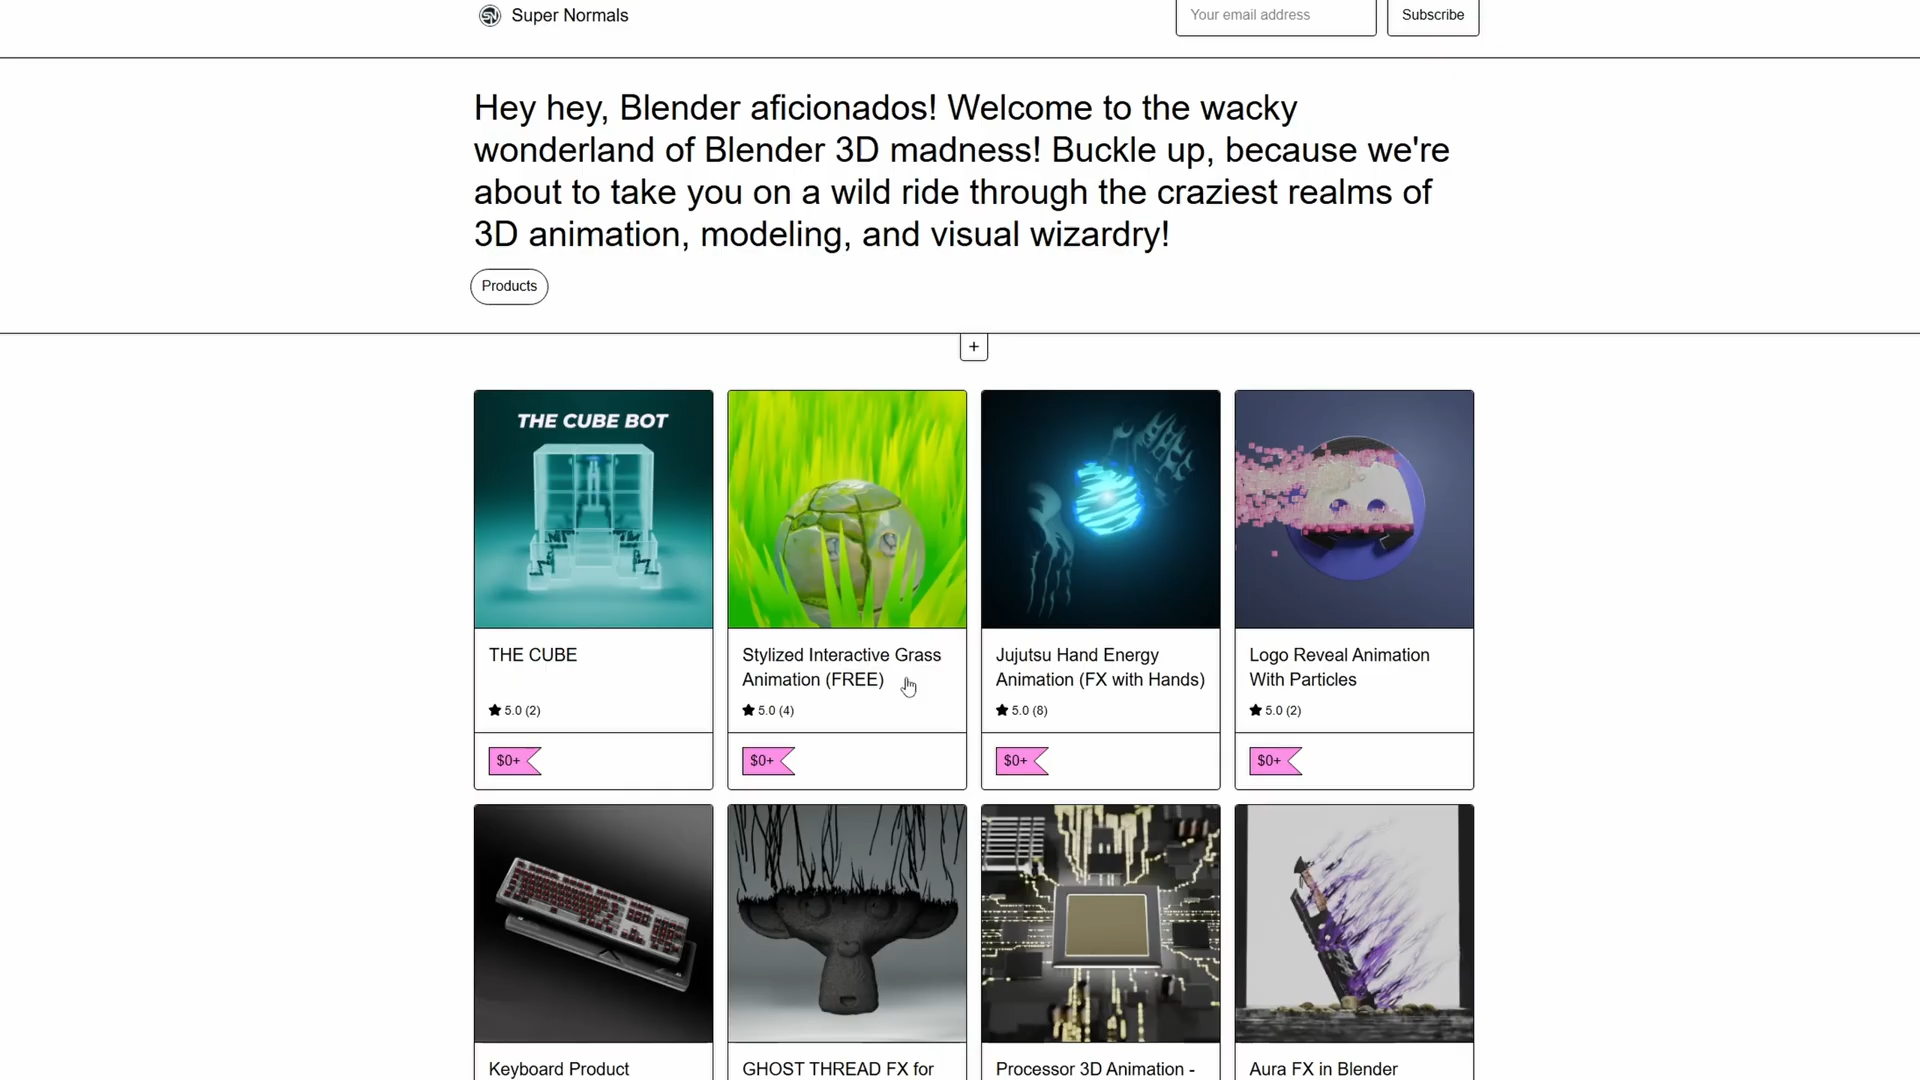 Super Normals
Your email address
Subscribe
Hey hey, Blender aficionados! Welcome to the wacky
wonderland of Blender 3D madness! Buckle up, because we're
about to take you on a wild ride through the craziest realms of
3D animation, modeling, and visual wizardry!
Products
+
THE CUBE BOT
THE CUBE
5.0 (2)
$0+
Stylized Interactive Grass
Animation (FREE)
5.0 (4)
$0+
Jujutsu Hand Energy
Animation (FX with Hands)
5.0 (8)
$0+
Logo Reveal Animation
With Particles
5.0 (2)
$0+
Keyboard Product
GHOST THREAD FX for
Processor 3D Animation -
Aura FX in Blender